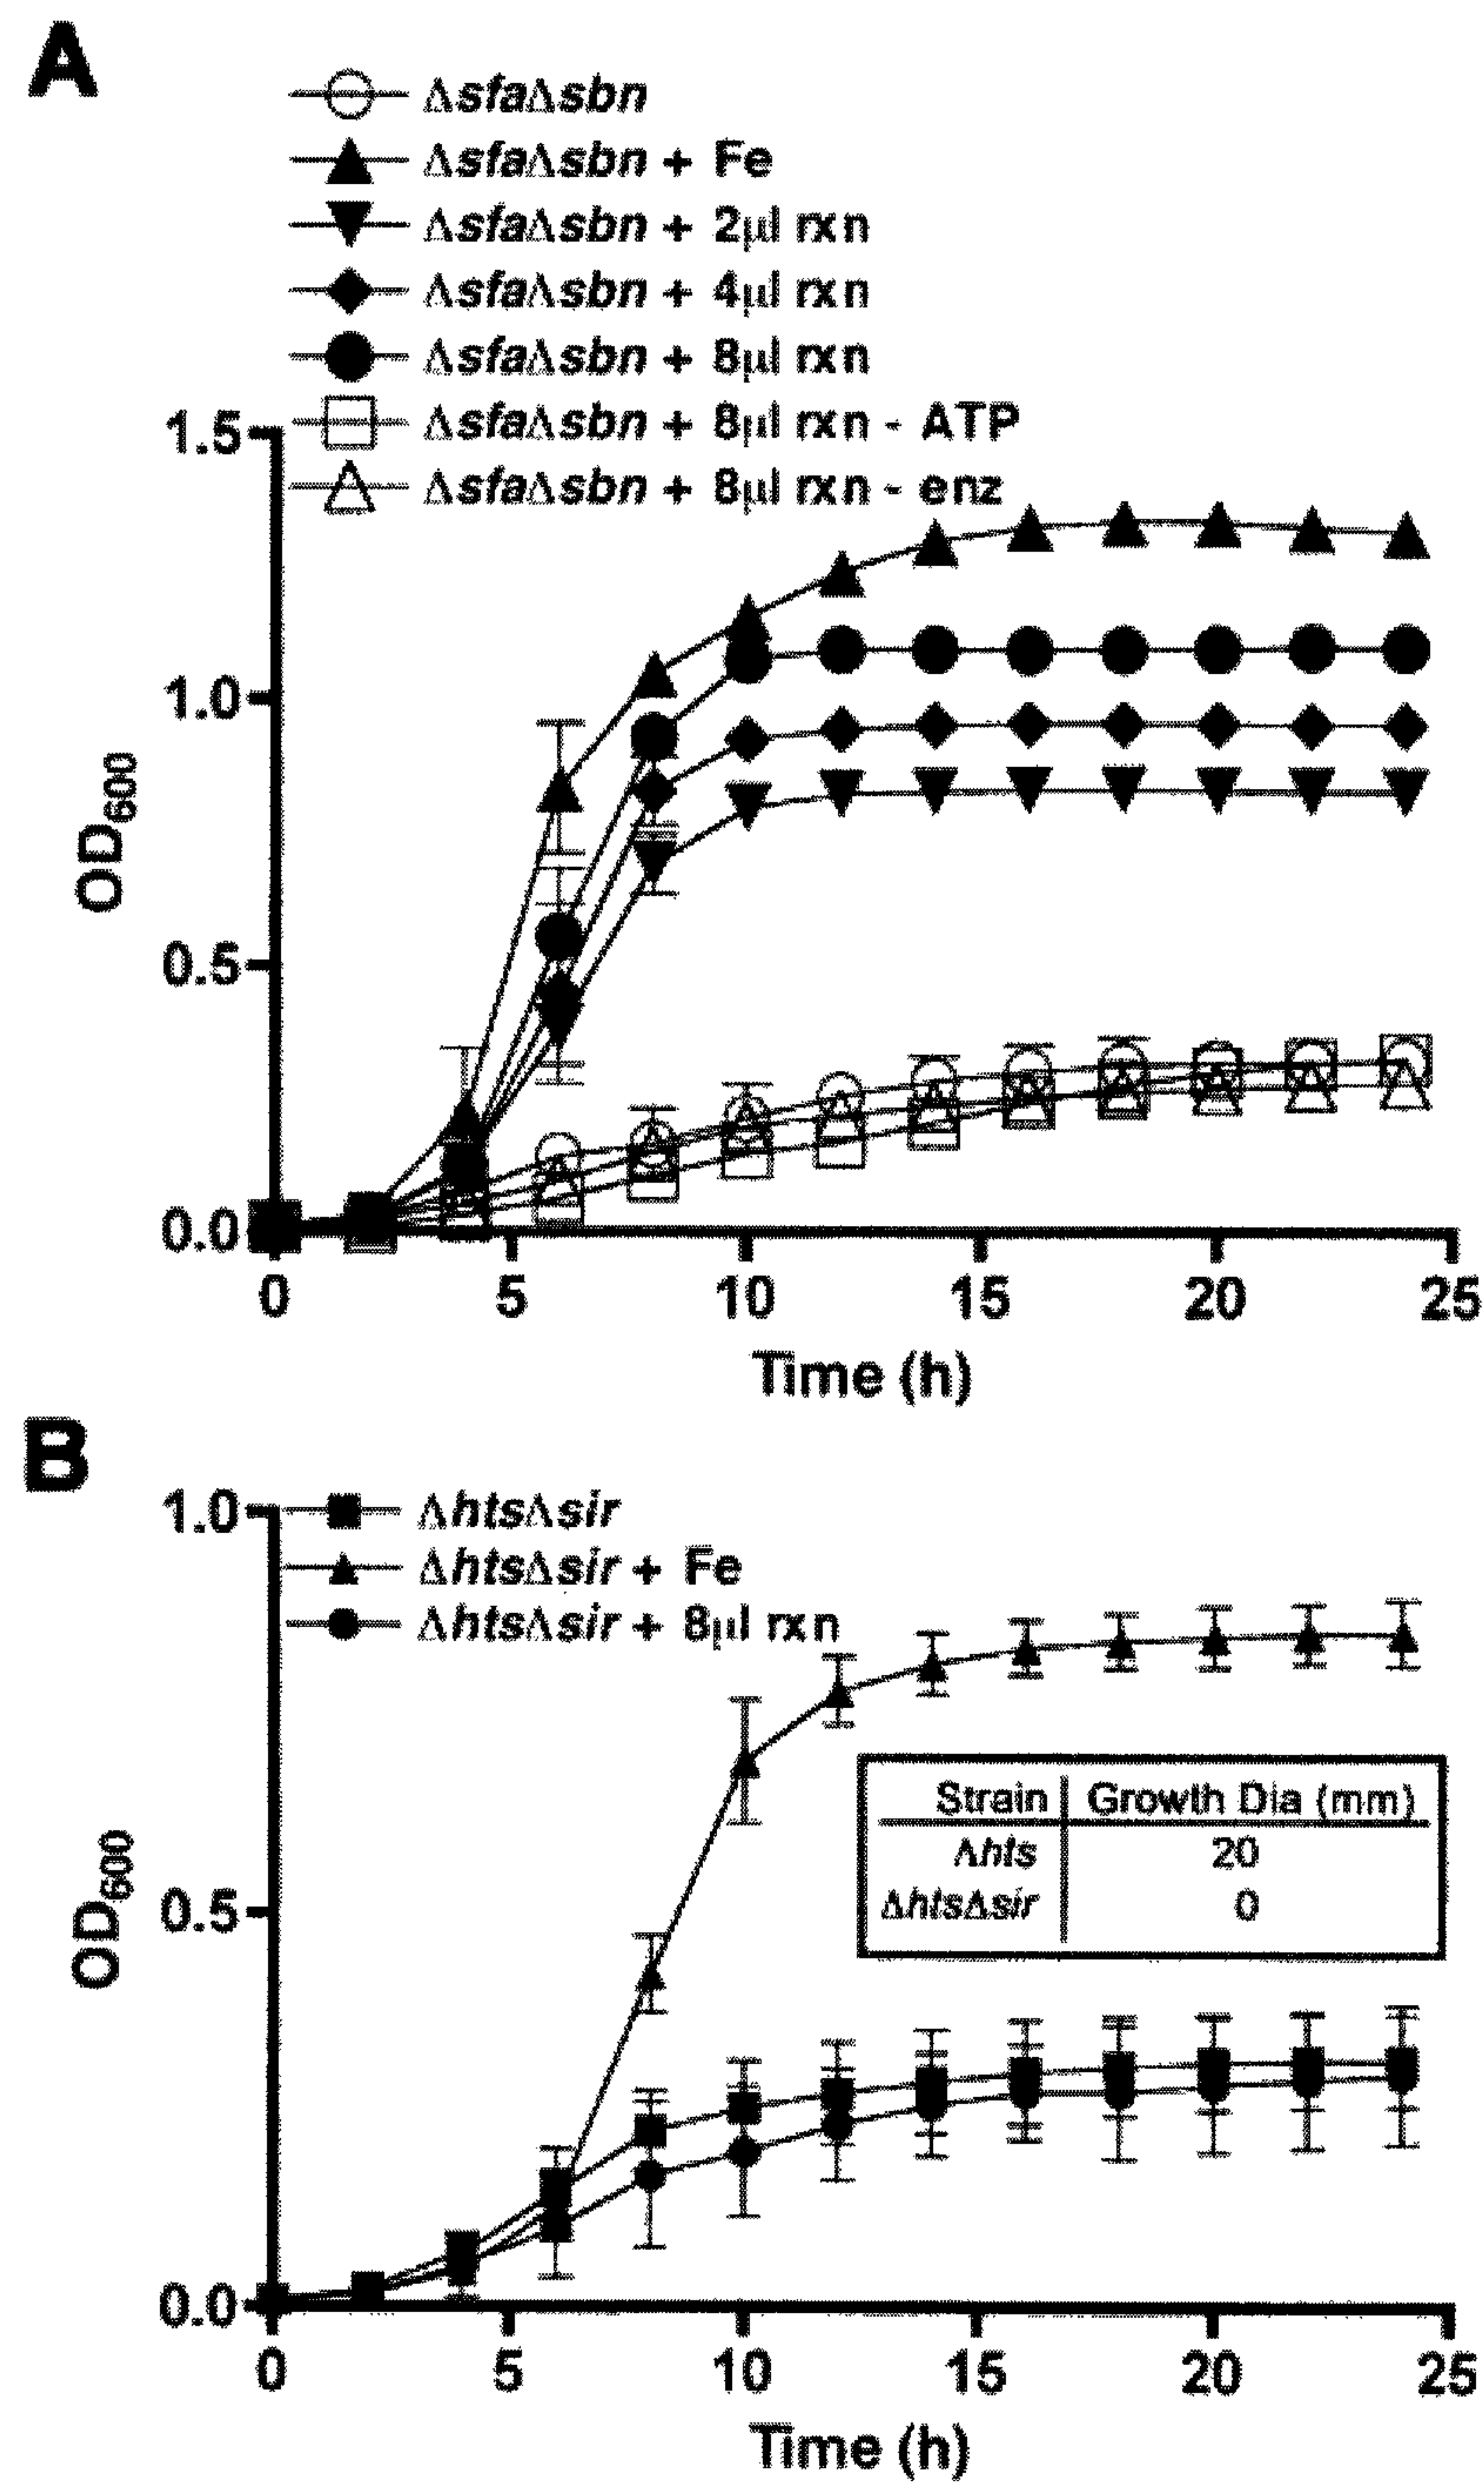 A
ΔsfaΔsbn
ΔsfaΔsbn + Fe
ΔsfaΔsbn + 2μl rxn
ΔsfaΔsbn + 4μl rxn
ΔsfaΔsbn + 8μl rxn
ΔsfaΔsbn + 8μl rxn - ATP
ΔsfaΔsbn + 8μl rxn - enz
1.5
1.0
0.5
0.0
OD600
0 5 10 15 20 25
Time (h)
B
ΔhtsΔsir
ΔhtsΔsir + Fe
ΔhtsΔsir + 8μl rxn
1.0
0.5
0.0
OD600
Strain Growth Dia (mm)
Δhts 20
ΔhtsΔsir 0
0 5 10 15 20 25
Time (h)